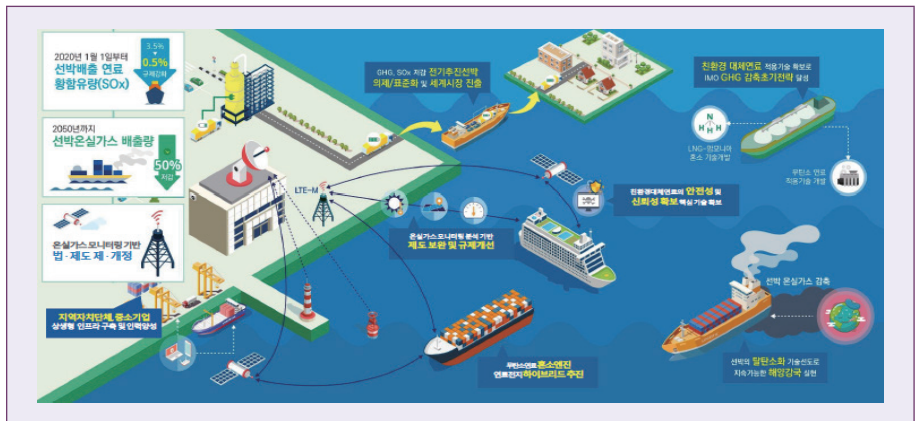 2020년 1월 1일부터
선박배출 연료
황함유량(SOx)
3.5%
0.5%
규제강화
2050년까지
선박온실가스 배출량
50%
저감
온실가스 모니터링 기반
법·제도 제·개정
지역자치단체, 중소기업
상생형 인프라 구축 및 인력양성
LTE-M
GHG, SOx 저감 전기추진선박
의제/표준화 및 세계시장 진출
친환경 대체연료 적용기술 확보로
IMO GHG 감축초기전략 달성
N
H H H
LNG-암모니아
혼소 기술개발
무탄소 연료
적용기술 개발
친환경대체연료의 안전성 및
신뢰성 확보 핵심기술 확보
온실가스 모니터링 분석 기반
제도 보완 및 규제개선
무탄소연료 혼소엔진
연료전지 하이브리드 추진
선박 온실가스 감축
선박의 탈탄소화 기술선도로
지속가능한 해양강국 실현